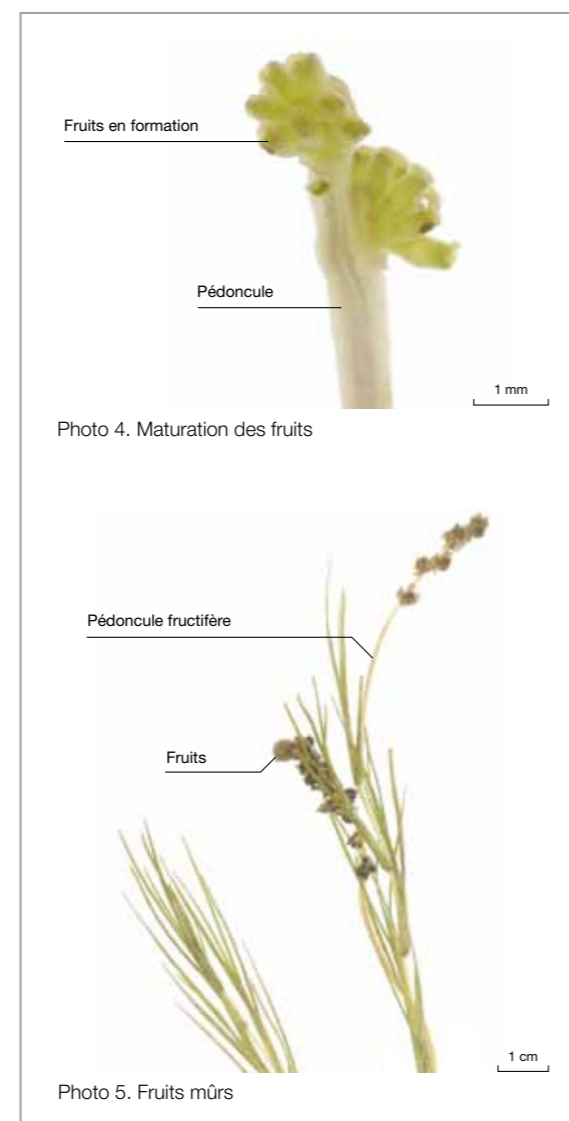 Fruits en formation
Pédoncule
1 mm
Photo 4. Maturation des fruits
Pédoncule fructifère
Fruits
1 cm
Photo 5. Fruits mûrs